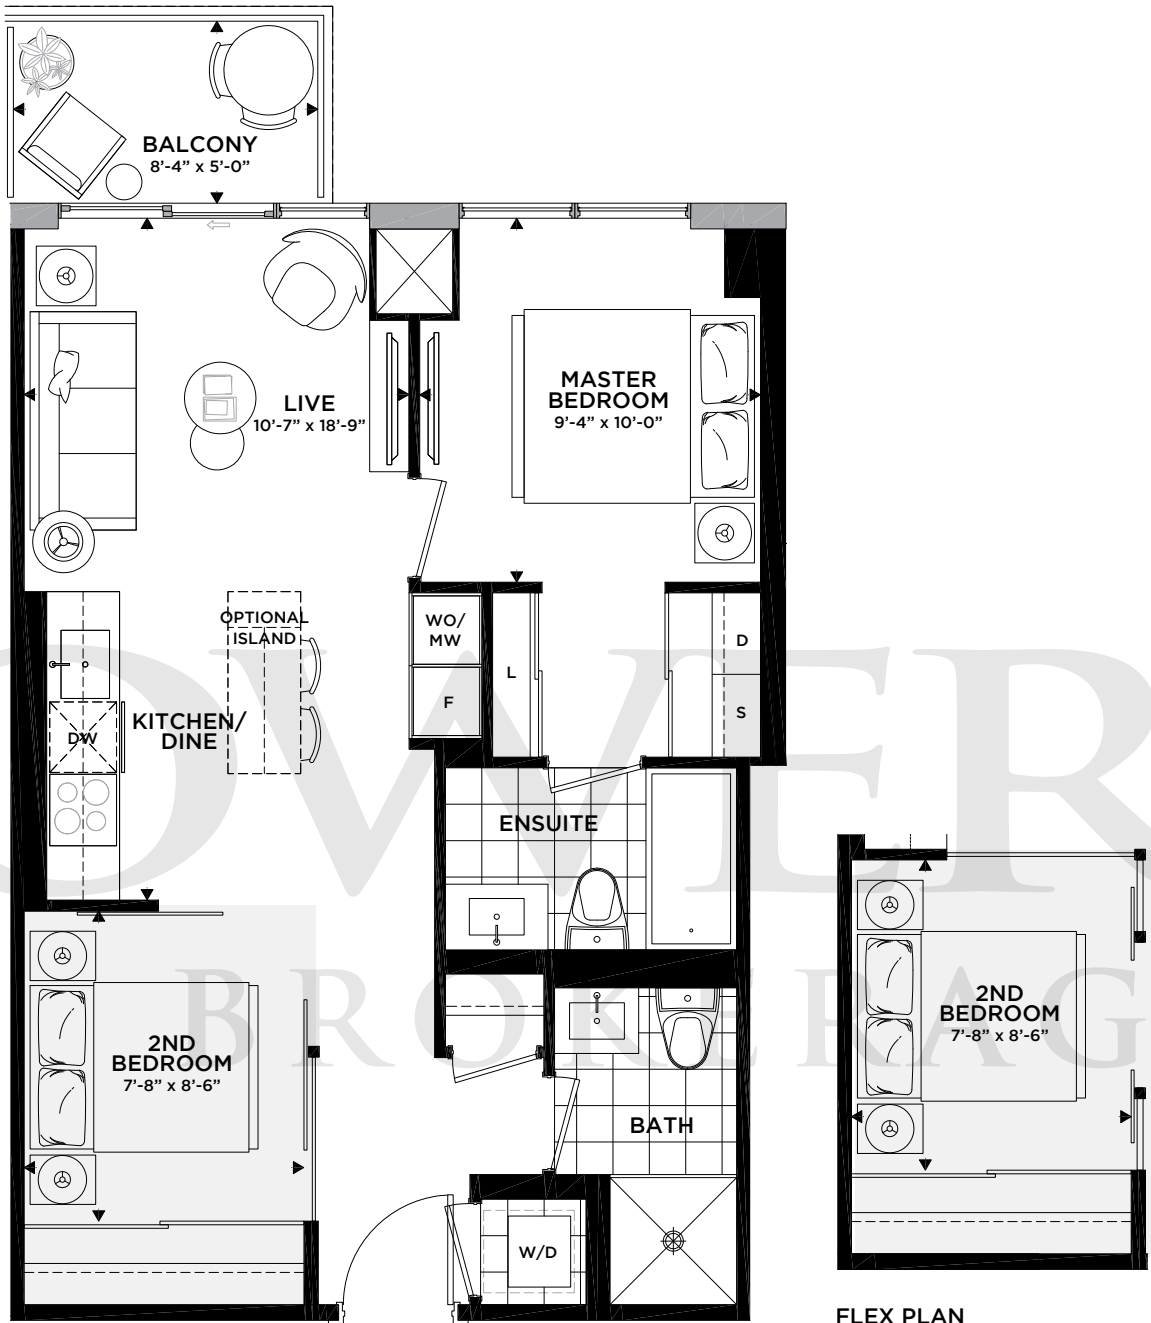 BALCONY
8'-4" x 5'-0"
MASTER
BEDROOM
9'-4" x 10'-0"
LIVE
10'-7" x 18'-9"
OPTIONAL
ISLAND
WO/
MW
F
L
D
S
KITCHEN/
DINE
DW
ENSUITE
2ND
BEDROOM
7'-8" x 8'-6"
BATH
W/D
2ND
BEDROOM
7'-8" x 8'-6"
FLEX PLAN
OWER
BROKERAG